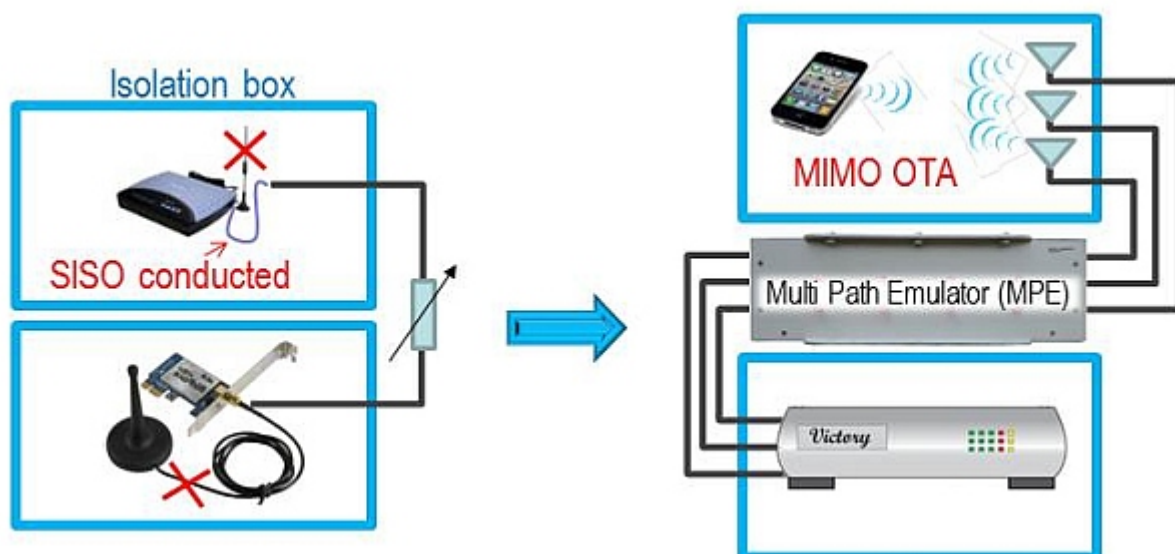 Isolation box
SISO conducted
MIMO OTA
Multi Path Emulator (MPE)
Victory